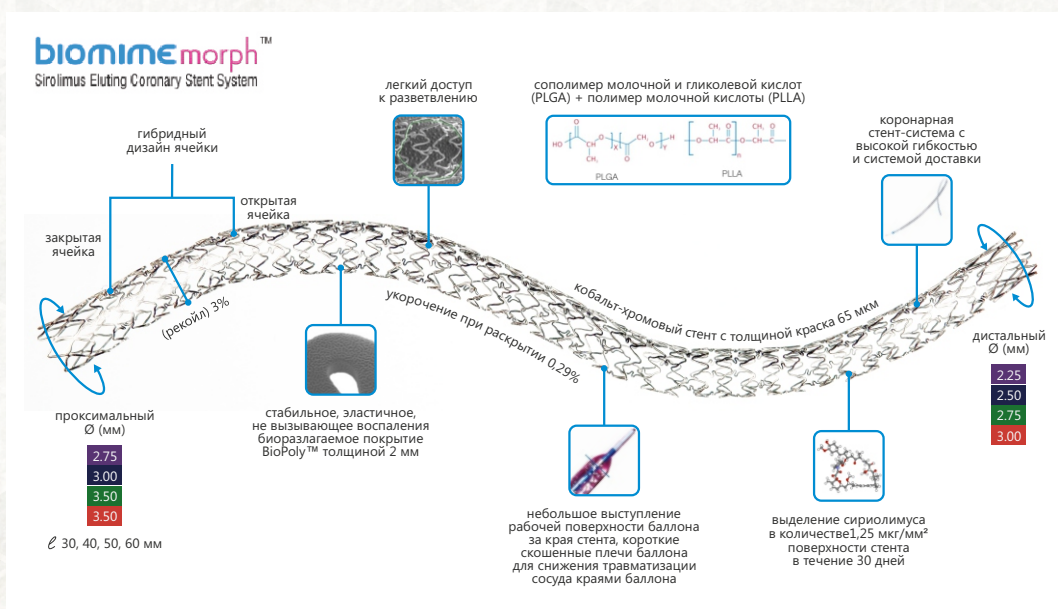 biomime morph™
Sirolimus Eluting Coronary Stent System
гибридный
дизайн ячейки
закрытая
ячейка
открытая
ячейка
(рекойл) 3%
легкий доступ
к разветвлению
сополимер молочной и гликолевой кислот
(PLGA) + полимер молочной кислоты (PLLA)
HO
O
O
CH₃
x
O
O
y
H
PLGA
CH₃
O
O
n
CH₃
O
O
PLLA
коронарная
стент-система с
высокой гибкостью
и системой доставки
укорочение при раскрытии 0,29%
кобальт-хромовый стент с толщиной краска 65 мкм
проксимальный
Ø (мм)
2.75
3.00
3.50
3.50
ℓ 30, 40, 50, 60 мм
стабильное, эластичное,
не вызывающее воспаления
биоразлагаемое покрытие
BioPoly™ толщиной 2 мм
небольшое выступление
рабочей поверхности баллона
за края стента, короткие
скошенные плечи баллона
для снижения травматизации
сосуда краями баллона
выделение сириолимуса
в количестве1,25 мкг/мм²
поверхности стента
в течение 30 дней
дистальный
Ø (мм)
2.25
2.50
2.75
3.00